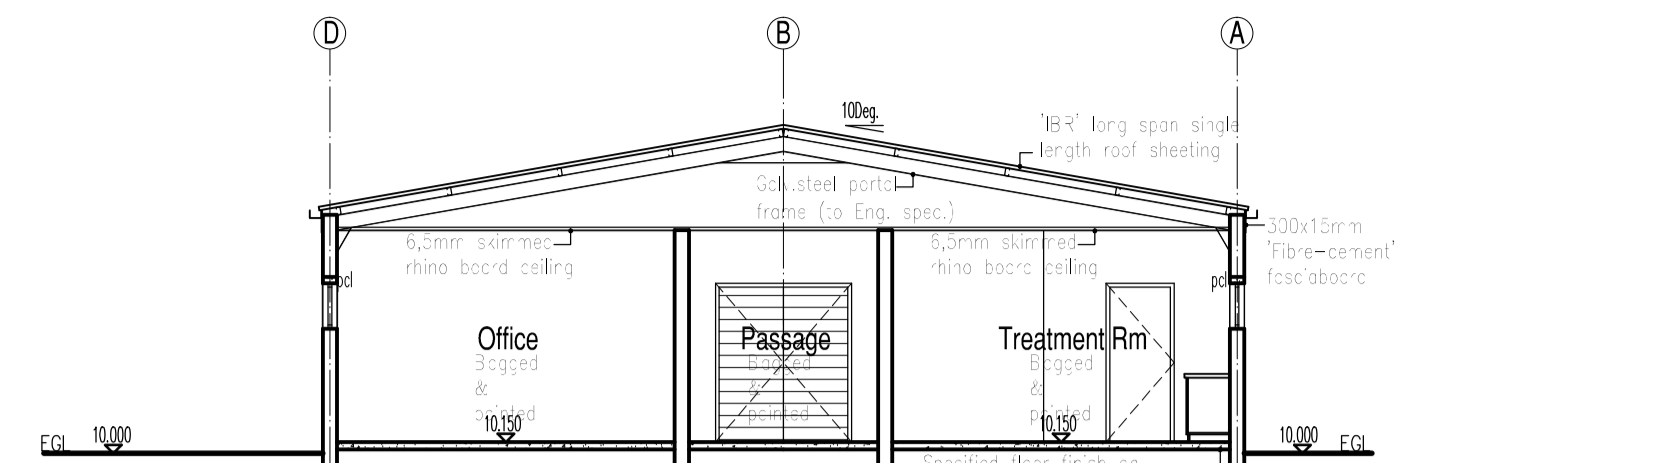 D
B
A
10Deg.
'IBR' long span single
length roof sheeting
Galv.steel portal
frame (to Eng. spec.)
6,5mm skimmed
rhino board ceiling
6,5mm skimmed
rhino board ceiling
300x15mm
'Fibre-cement'
fasciaboard
pcl
pcl
Office
Bagged
&
painted
Passage
Bagged
&
painted
Treatment Rm
Bagged
&
painted
10.150
10.150
EGL
10.000
10.000
EGL
Specified floor finish on